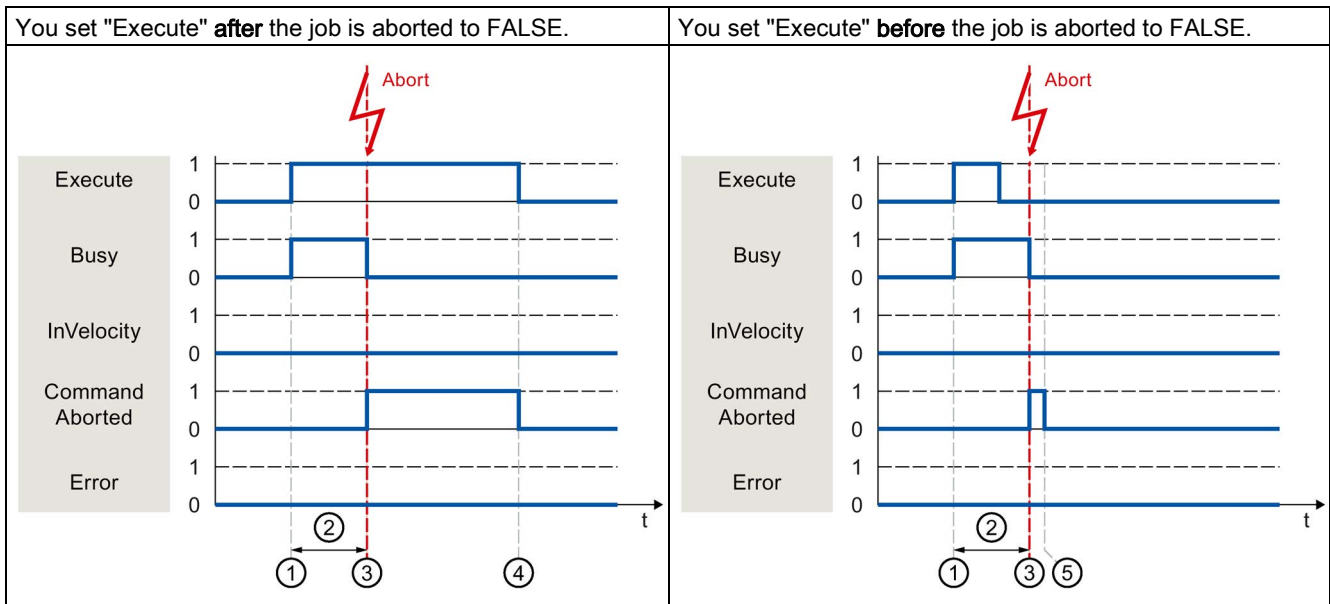 You set "Execute" after the job is aborted to FALSE.
Abort
Execute
1
0
Busy
1
0
InVelocity
1
0
Command
Aborted
1
0
Error
1
0
t
②
①
③
④
You set "Execute" before the job is aborted to FALSE.
Abort
Execute
1
0
Busy
1
0
InVelocity
1
0
Command
Aborted
1
0
Error
1
0
t
②
①
③
⑤